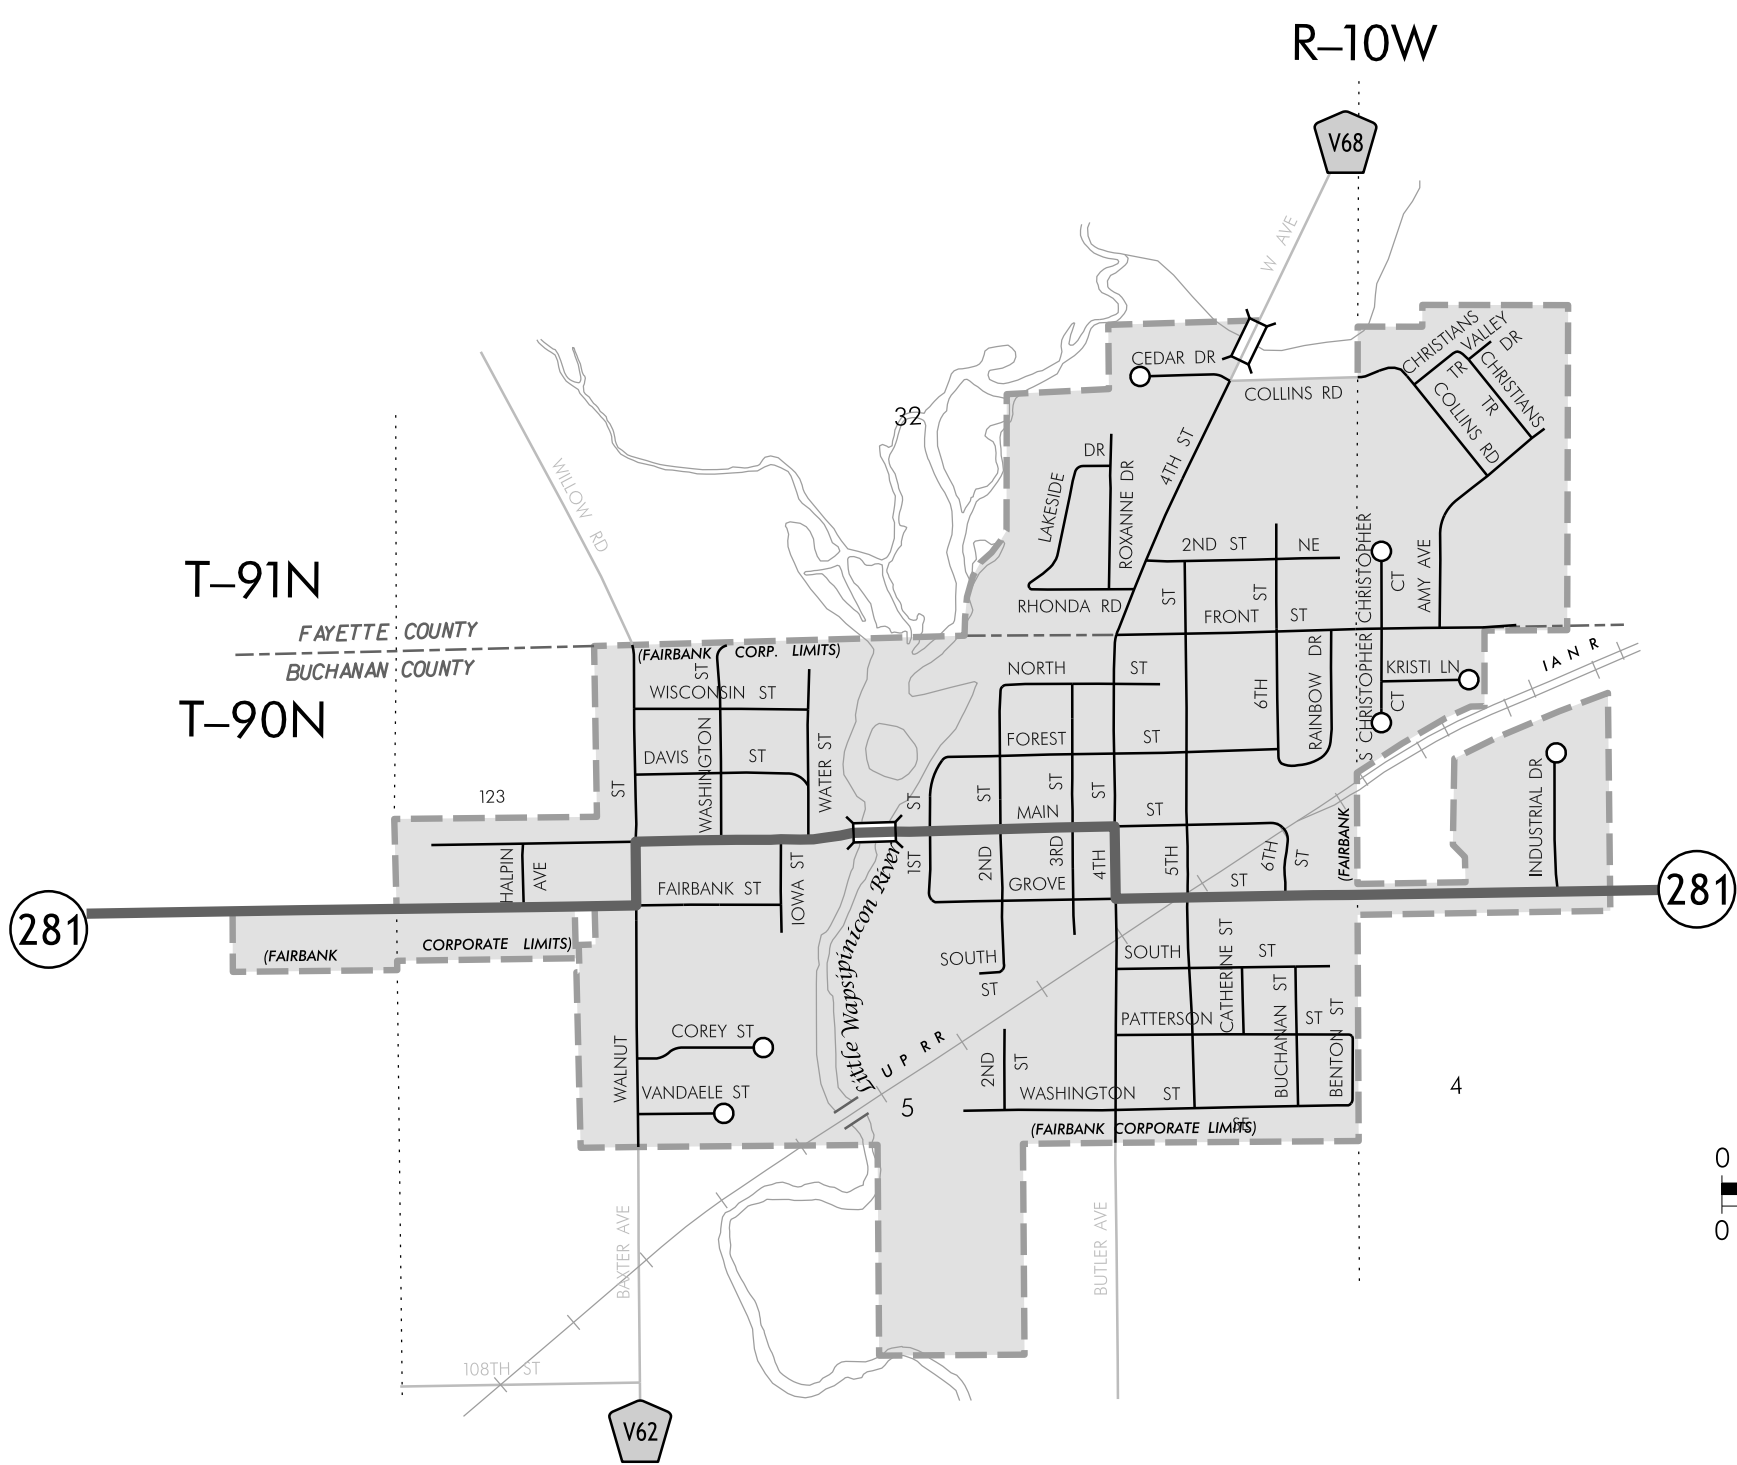 R–10W
V68
W AVE
CHRISTIANS
VALLEY
DR
CEDAR DR
TR
CHRISTIANS
TR
COLLINS RD
COLLINS RD
32
4TH ST
DR
LAKESIDE
ROXANNE DR
WILLOW RD
2ND ST NE
CHRISTOPHER
CT
AMY AVE
T–91N
ST
ST
RHONDA RD
FRONT ST
FAYETTE COUNTY
BUCHANAN COUNTY
(FAIRBANK CORP. LIMITS)
IANR
NORTH ST
S CHRISTOPHER
CT
KRISTI LN
WISCONSIN ST
WASHINGTON ST
6TH
RAINBOW DR
T–90N
FOREST ST
DAVIS ST
WATER ST
INDUSTRIAL DR
123
ST
ST
ST
ST
ST
MAIN ST
(FAIRBANK
1ST
2ND
3RD
4TH
5TH
6TH ST
HALPIN AVE
FAIRBANK ST
IOWA ST
GROVE ST
281
281
Little Wapsipinicon River
(FAIRBANK CORPORATE LIMITS)
SOUTH
ST
SOUTH ST
CATHERINE ST
PATTERSON ST
BUCHANAN ST
BENTON ST
COREY ST
WALNUT
UP RR
2ND ST
VANDAELE ST
WASHINGTON ST
SE
5
4
(FAIRBANK CORPORATE LIMITS)
0
0
BAXTER AVE
BUTLER AVE
108TH ST
V62